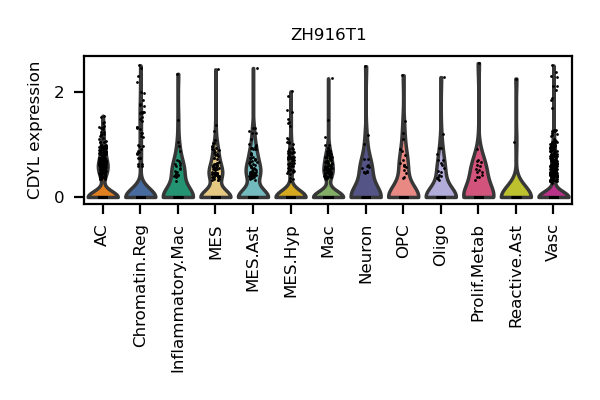 ZH916T1
CDYL expression
2
0
AC
Chromatin.Reg
Inflammatory.Mac
MES
MES.Ast
MES.Hyp
Mac
Neuron
OPC
Oligo
Prolif.Metab
Reactive.Ast
Vasc